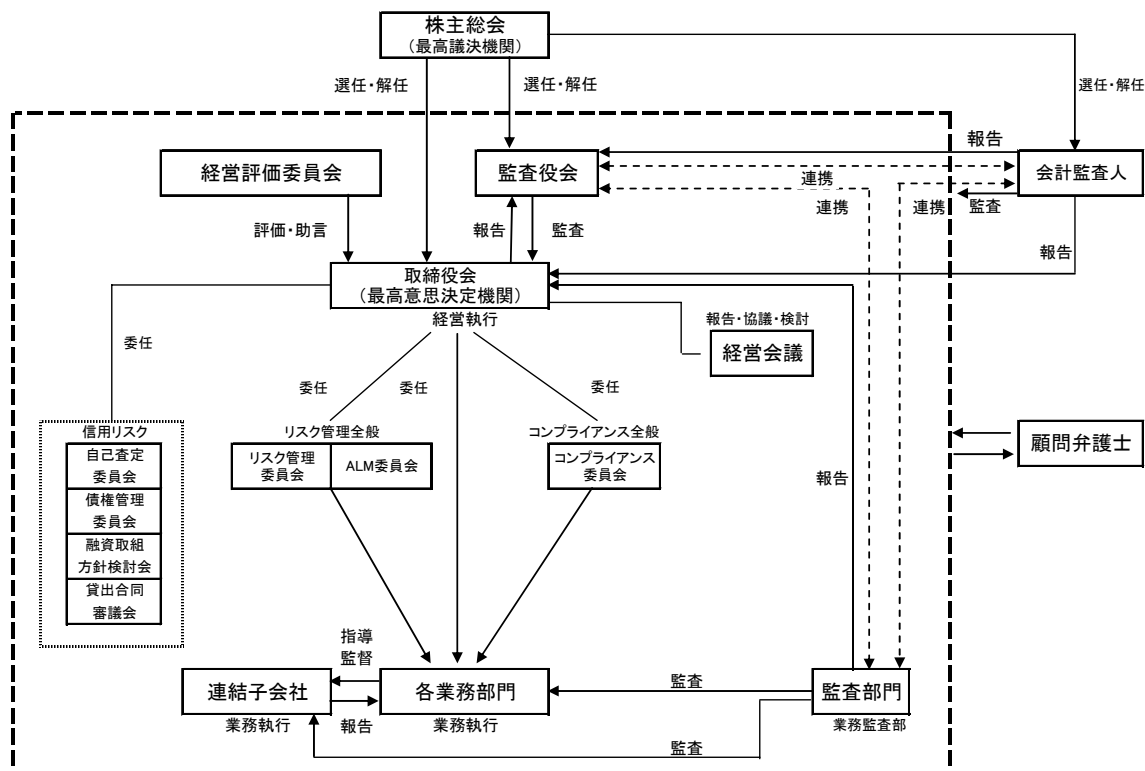 株主総会
（最高議決機関）
選任・解任
選任・解任
選任・解任
経営評価委員会
監査役会
報告
会計監査人
連携
連携
連携
監査
評価・助言
報告
監査
報告
取締役会
（最高意思決定機関）
経営執行
報告・協議・検討
経営会議
委任
委任
委任
委任
信用リスク
自己査定
委員会
債権管理
委員会
融資取組
方針検討会
貸出合同
審議会
リスク管理全般
リスク管理
委員会
ALM委員会
コンプライアンス全般
コンプライアンス
委員会
報告
顧問弁護士
指導
監督
連結子会社
業務執行
報告
各業務部門
業務執行
監査
監査
監査部門
業務監査部